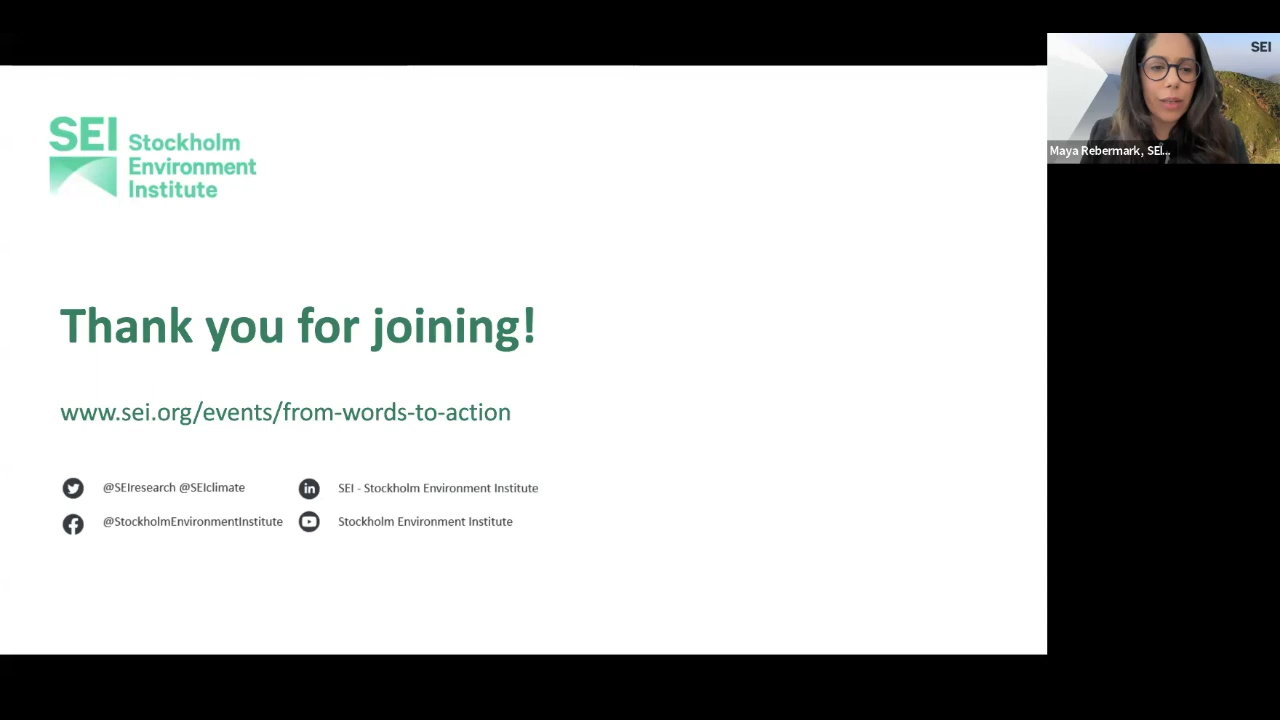 SEI Stockholm
Environment
Institute
Thank you for joining!
www.sei.org/events/from-words-to-action
@SEIresearch @SEIclimate
SEI - Stockholm Environment Institute
@StockholmEnvironmentInstitute
Stockholm Environment Institute
SEI
Maya Rebermark, SEI...